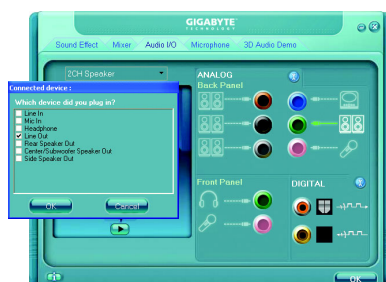 GIGABYTE
TECHNOLOGY
Sound Effect Mixer Audio I/O Microphone 3D Audio Demo
2CH Speaker
ANALOG
Back Panel
Connected device :
Which device did you plug in?
Line In
Mic In
Headphone
Line Out
Rear Speaker Out
Center/Subwoofer Speaker Out
Side Speaker Out
OK Cancel
Front Panel
DIGITAL
OK